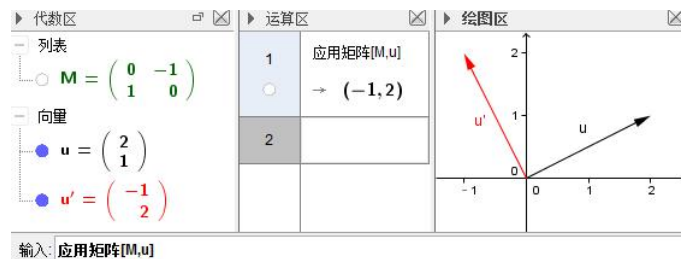 代数区
列表
M = ( 0 -1
1 0 )
向量
u = ( 2
1 )
u' = ( -1
2 )
运算区
1 应用矩阵[M,u]
→ (-1,2)
2
绘图区
2
1
0
-1 0 1 2
u'
u
输入: 应用矩阵[M,u]